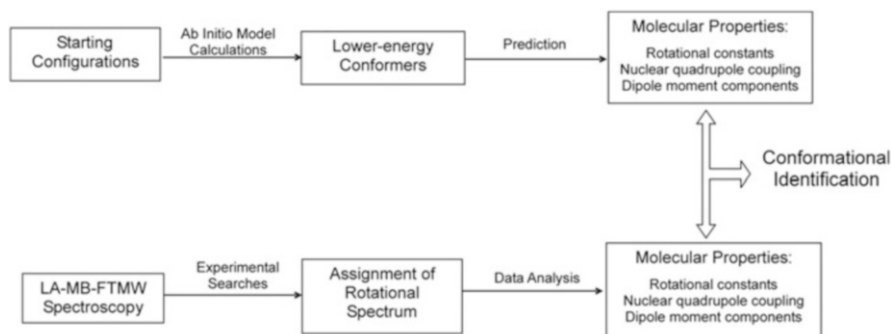 Starting
Configurations
Ab Initio Model
Calculations
Lower-energy
Conformers
Prediction
Molecular Properties:
Rotational constants
Nuclear quadrupole coupling
Dipole moment components
Conformational
Identification
LA-MB-FTMW
Spectroscopy
Experimental
Searches
Assignment of
Rotational
Spectrum
Data Analysis
Molecular Properties:
Rotational constants
Nuclear quadrupole coupling
Dipole moment components